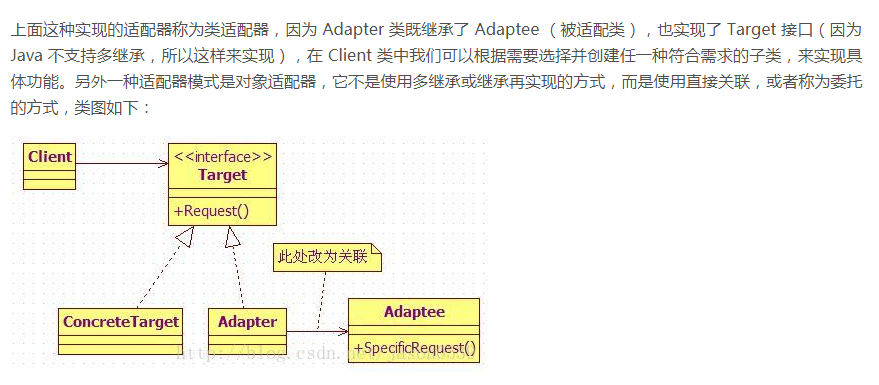 上面这种实现的适配器称为类适配器，因为 Adapter 类既继承了 Adaptee （被适配类），也实现了 Target 接口（因为
Java 不支持多继承，所以这样来实现），在 Client 类中我们可以根据需要选择并创建任一种符合需求的子类，来实现具
体功能。另外一种适配器模式是对象适配器，它不是使用多继承或继承再实现的方式，而是使用直接关联，或者称为委托
的方式，类图如下：
Client
<<interface>>
Target
+Request()
此处改为关联
ConcreteTarget
Adapter
Adaptee
+SpecificRequest()
http://blog.csdn.net/